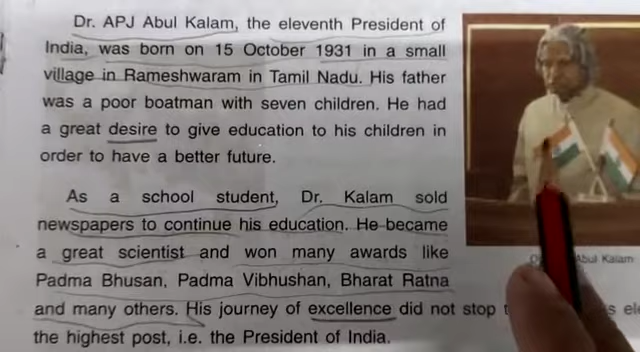 Dr. APJ Abul Kalam, the eleventh President of
India, was born on 15 October 1931 in a small
village in Rameshwaram in Tamil Nadu. His father
was a poor boatman with seven children. He had
a great desire to give education to his children in
order to have a better future.
As a school student, Dr. Kalam sold
newspapers to continue his education. He became
a great scientist and won many awards like
Padma Bhusan, Padma Vibhushan, Bharat Ratna
and many others. His journey of excellence did not stop
the highest post, i.e. the President of India.
Abul Kalam